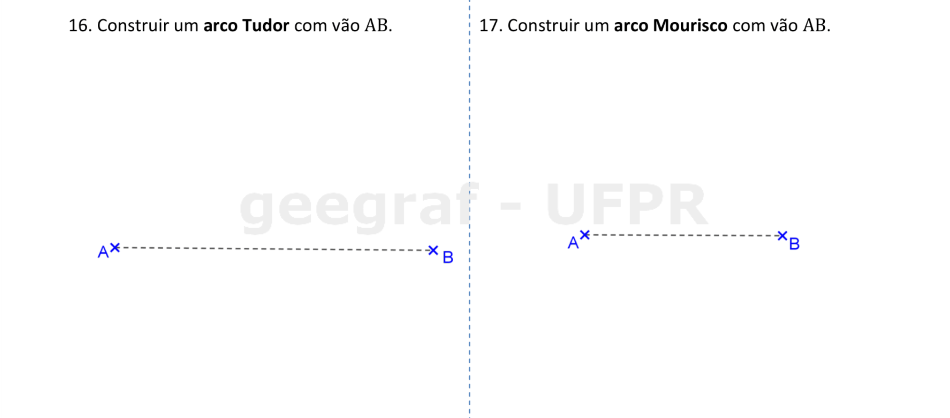 16. Construir um arco Tudor com vão AB.
17. Construir um arco Mourisco com vão AB.
geegraf - UFPR
A
B
A
B